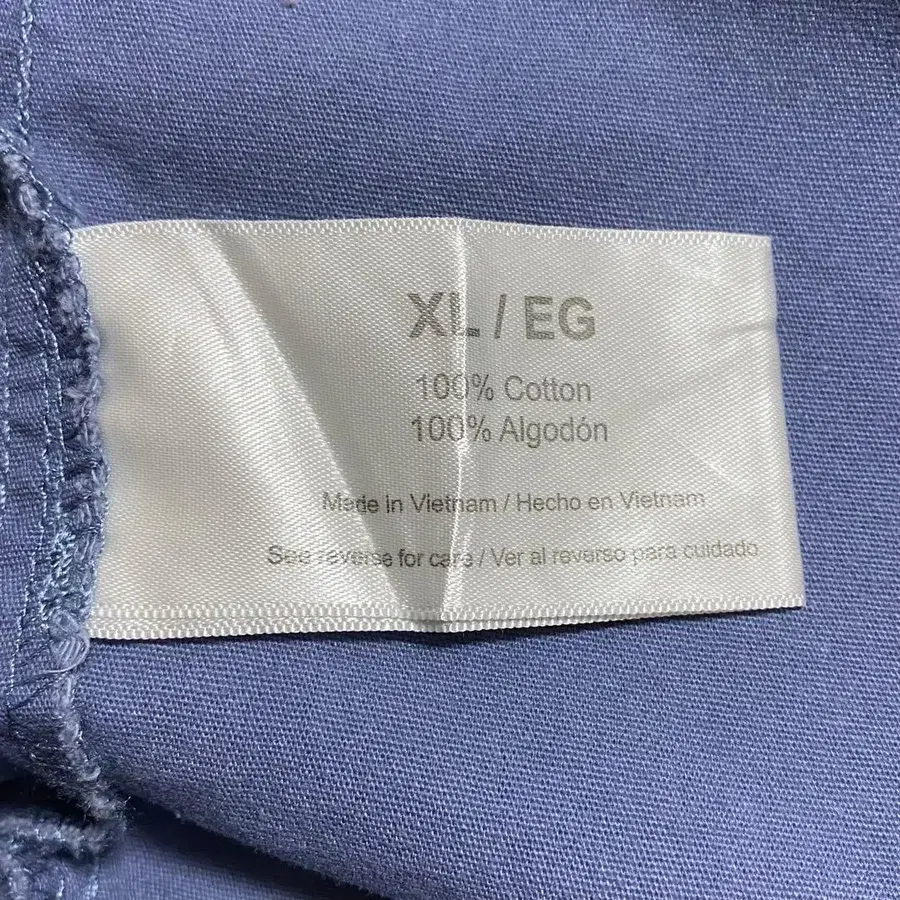 XL / EG
100% Cotton
100% Algodón
Made in Vietnam / Hecho en Vietnam
See reverse for care / Ver al reverso para cuidado